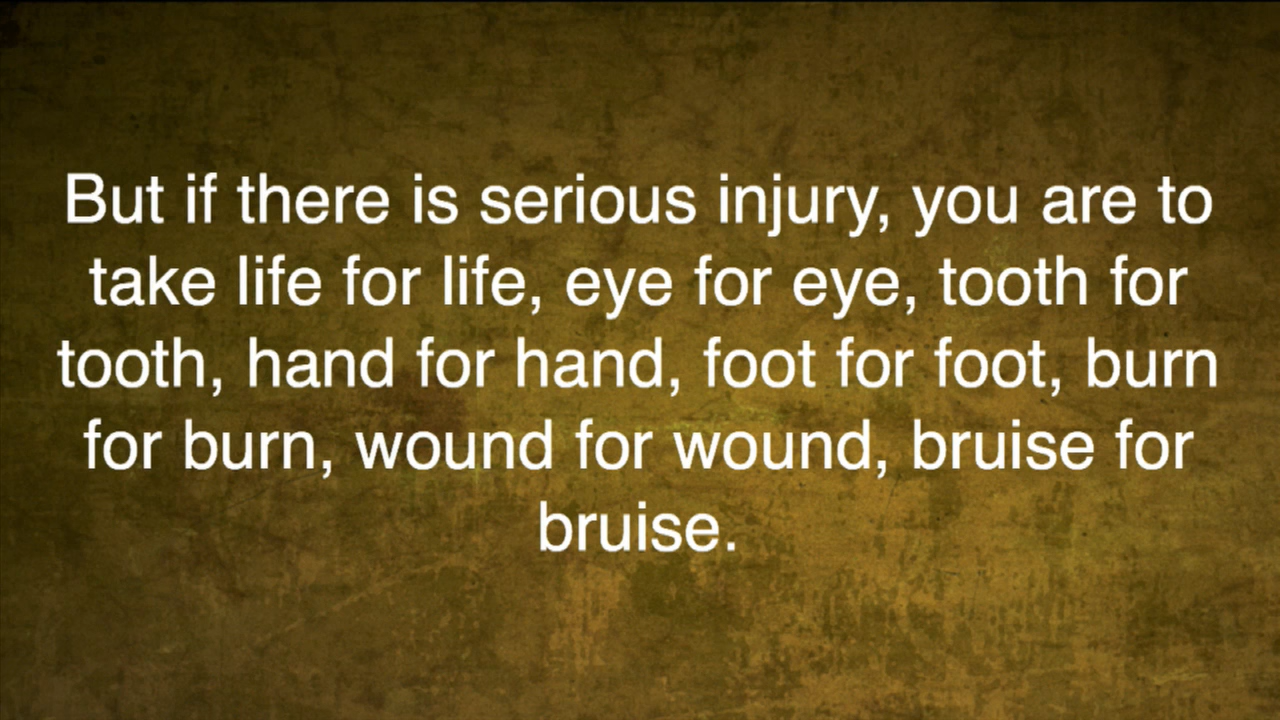 But if there is serious injury, you are to
take life for life, eye for eye, tooth for
tooth, hand for hand, foot for foot, burn
for burn, wound for wound, bruise for
bruise.